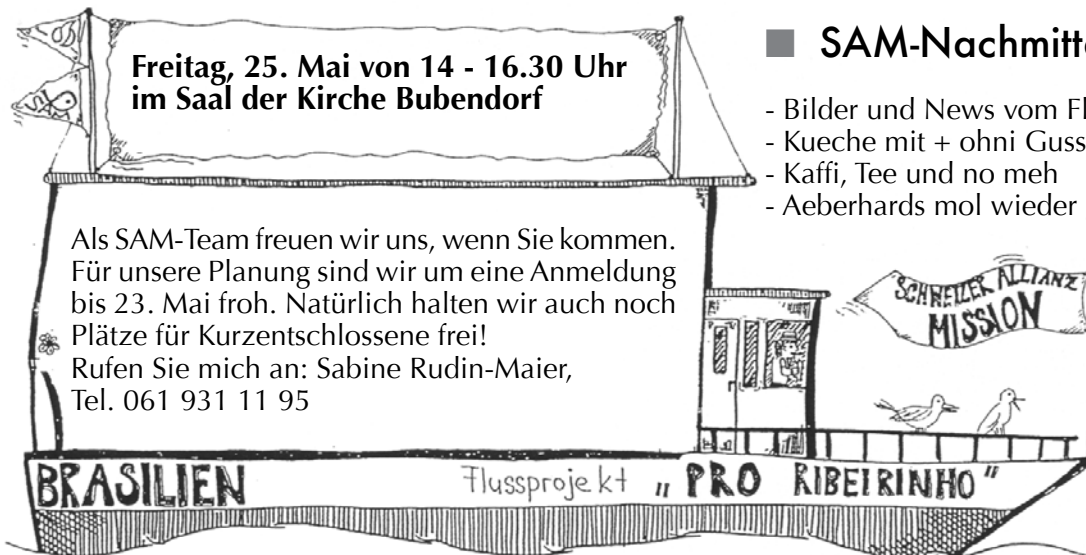 Freitag, 25. Mai von 14 - 16.30 Uhr
im Saal der Kirche Bubendorf
SAM-Nachmitt
- Bilder und News vom Fl
- Kueche mit + ohni Guss
- Kaffi, Tee und no meh
- Aeberhards mol wieder
Als SAM-Team freuen wir uns, wenn Sie kommen.
Für unsere Planung sind wir um eine Anmeldung
bis 23. Mai froh. Natürlich halten wir auch noch
Plätze für Kurzentschlossene frei!
Rufen Sie mich an: Sabine Rudin-Maier,
Tel. 061 931 11 95
SCHWEIZER ALLIANZ
MISSION
BRASILIEN Flussprojekt „PRO RIBEIRINHO"